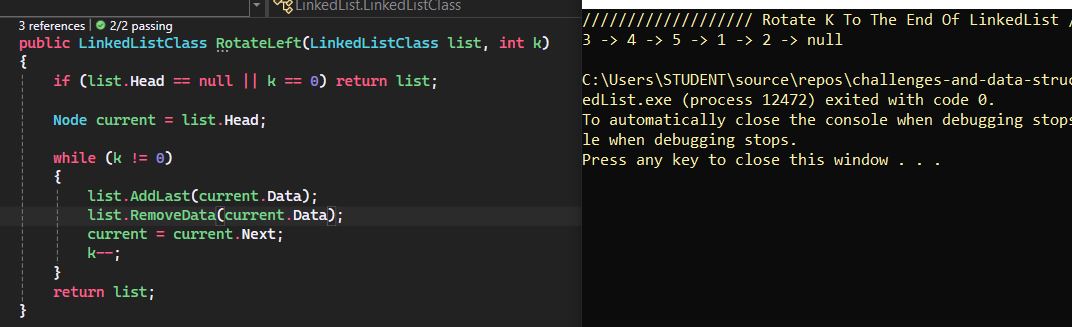 LinkedList.LinkedListClass
3 references | 2/2 passing
public LinkedListClass RotateLeft(LinkedListClass list, int k)
{
if (list.Head == null || k == 0) return list;
Node current = list.Head;
while (k != 0)
{
list.AddLast(current.Data);
list.RemoveData(current.Data);
current = current.Next;
k--;
}
return list;
}
/////////////////// Rotate K To The End Of LinkedList /
3 -> 4 -> 5 -> 1 -> 2 -> null
C:\Users\STUDENT\source\repos\challenges-and-data-struc
edList.exe (process 12472) exited with code 0.
To automatically close the console when debugging stops
le when debugging stops.
Press any key to close this window . . .